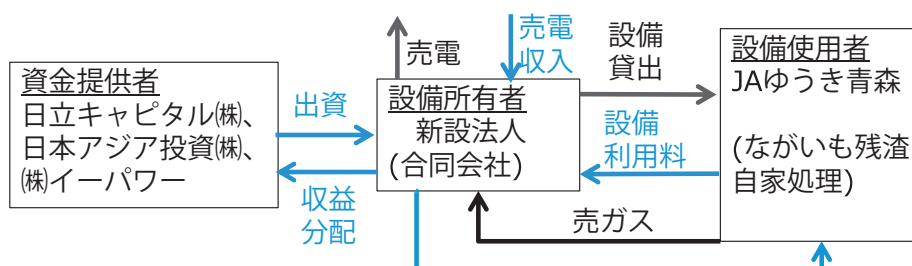 資金提供者
日立キャピタル㈱、
日本アジア投資㈱、
㈱イーパワー
出資
収益
分配
売電
売電
収入
設備所有者
新設法人
(合同会社)
設備
貸出
設備
利用料
売ガス
設備使用者
JAゆうき青森
(ながいも残渣
自家処理)